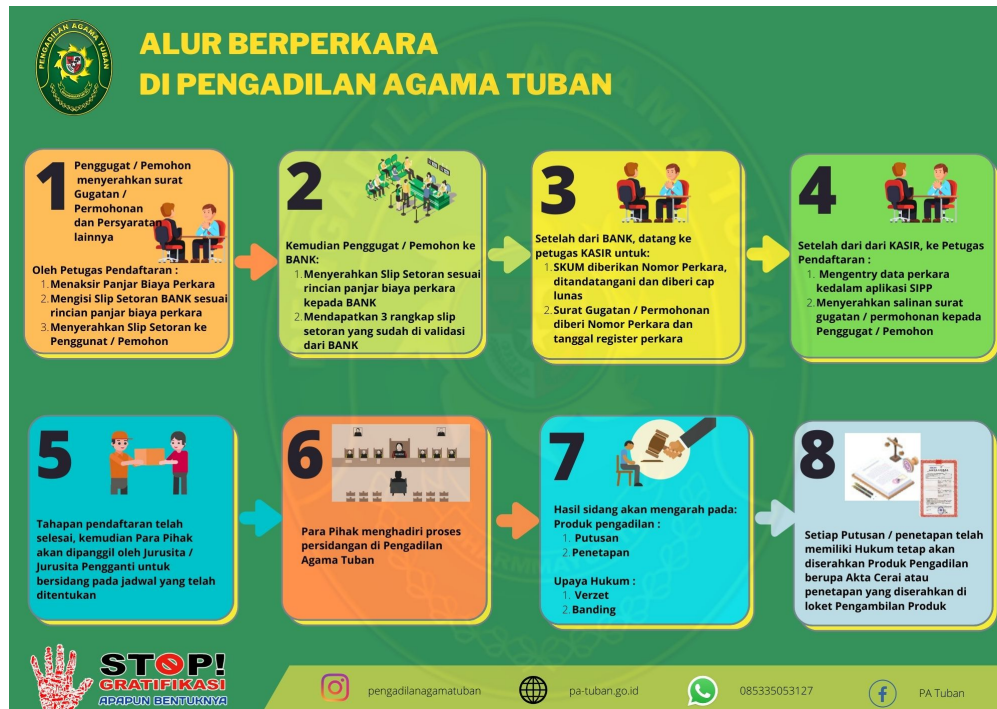 PENGADILAN AGAMA TUBAN
ALUR BERPERKARA
DI PENGADILAN AGAMA TUBAN
1
Penggugat / Pemohon
menyerahkan surat
Gugatan /
Permohonan
dan Persyaratan
lainnya
Oleh Petugas Pendaftaran :
1. Menaksir Panjar Biaya Perkara
2. Mengisi Slip Setoran BANK sesuai
rincian panjar biaya perkara
3. Menyerahkan Slip Setoran ke
Penggunat / Pemohon
2
Kemudian Penggugat / Pemohon ke
BANK:
1. Menyerahkan Slip Setoran sesuai
rincian panjar biaya perkara
kepada BANK
2. Mendapatkan 3 rangkap slip
setoran yang sudah di validasi
dari BANK
3
Setelah dari BANK, datang ke
petugas KASIR untuk:
1. SKUM diberikan Nomor Perkara,
ditandatangani dan diberi cap
lunas
2. Surat Gugatan / Permohonan
diberi Nomor Perkara dan
tanggal register perkara
4
Setelah dari dari KASIR, ke Petugas
Pendaftaran :
1. Mengentry data perkara
kedalam aplikasi SIPP
2. Menyerahkan salinan surat
gugatan / permohonan kepada
Penggugat / Pemohon
5
Tahapan pendaftaran telah
selesai, kemudian Para Pihak
akan dipanggil oleh Jurusita /
Jurusita Pengganti untuk
bersidang pada jadwal yang telah
ditentukan
6
Para Pihak menghadiri proses
persidangan di Pengadilan
Agama Tuban
7
Hasil sidang akan mengarah pada:
Produk pengadilan :
1. Putusan
2. Penetapan
Upaya Hukum :
1. Verzet
2. Banding
8
Setiap Putusan / penetapan telah
memiliki Hukum tetap akan
diserahkan Produk Pengadilan
berupa Akta Cerai atau
penetapan yang diserahkan di
loket Pengambilan Produk
STOP!
GRATIFIKASI
APAPUN BENTUKNYA
pengadilanagamatuban
pa-tuban.go.id
085335053127
PA Tuban